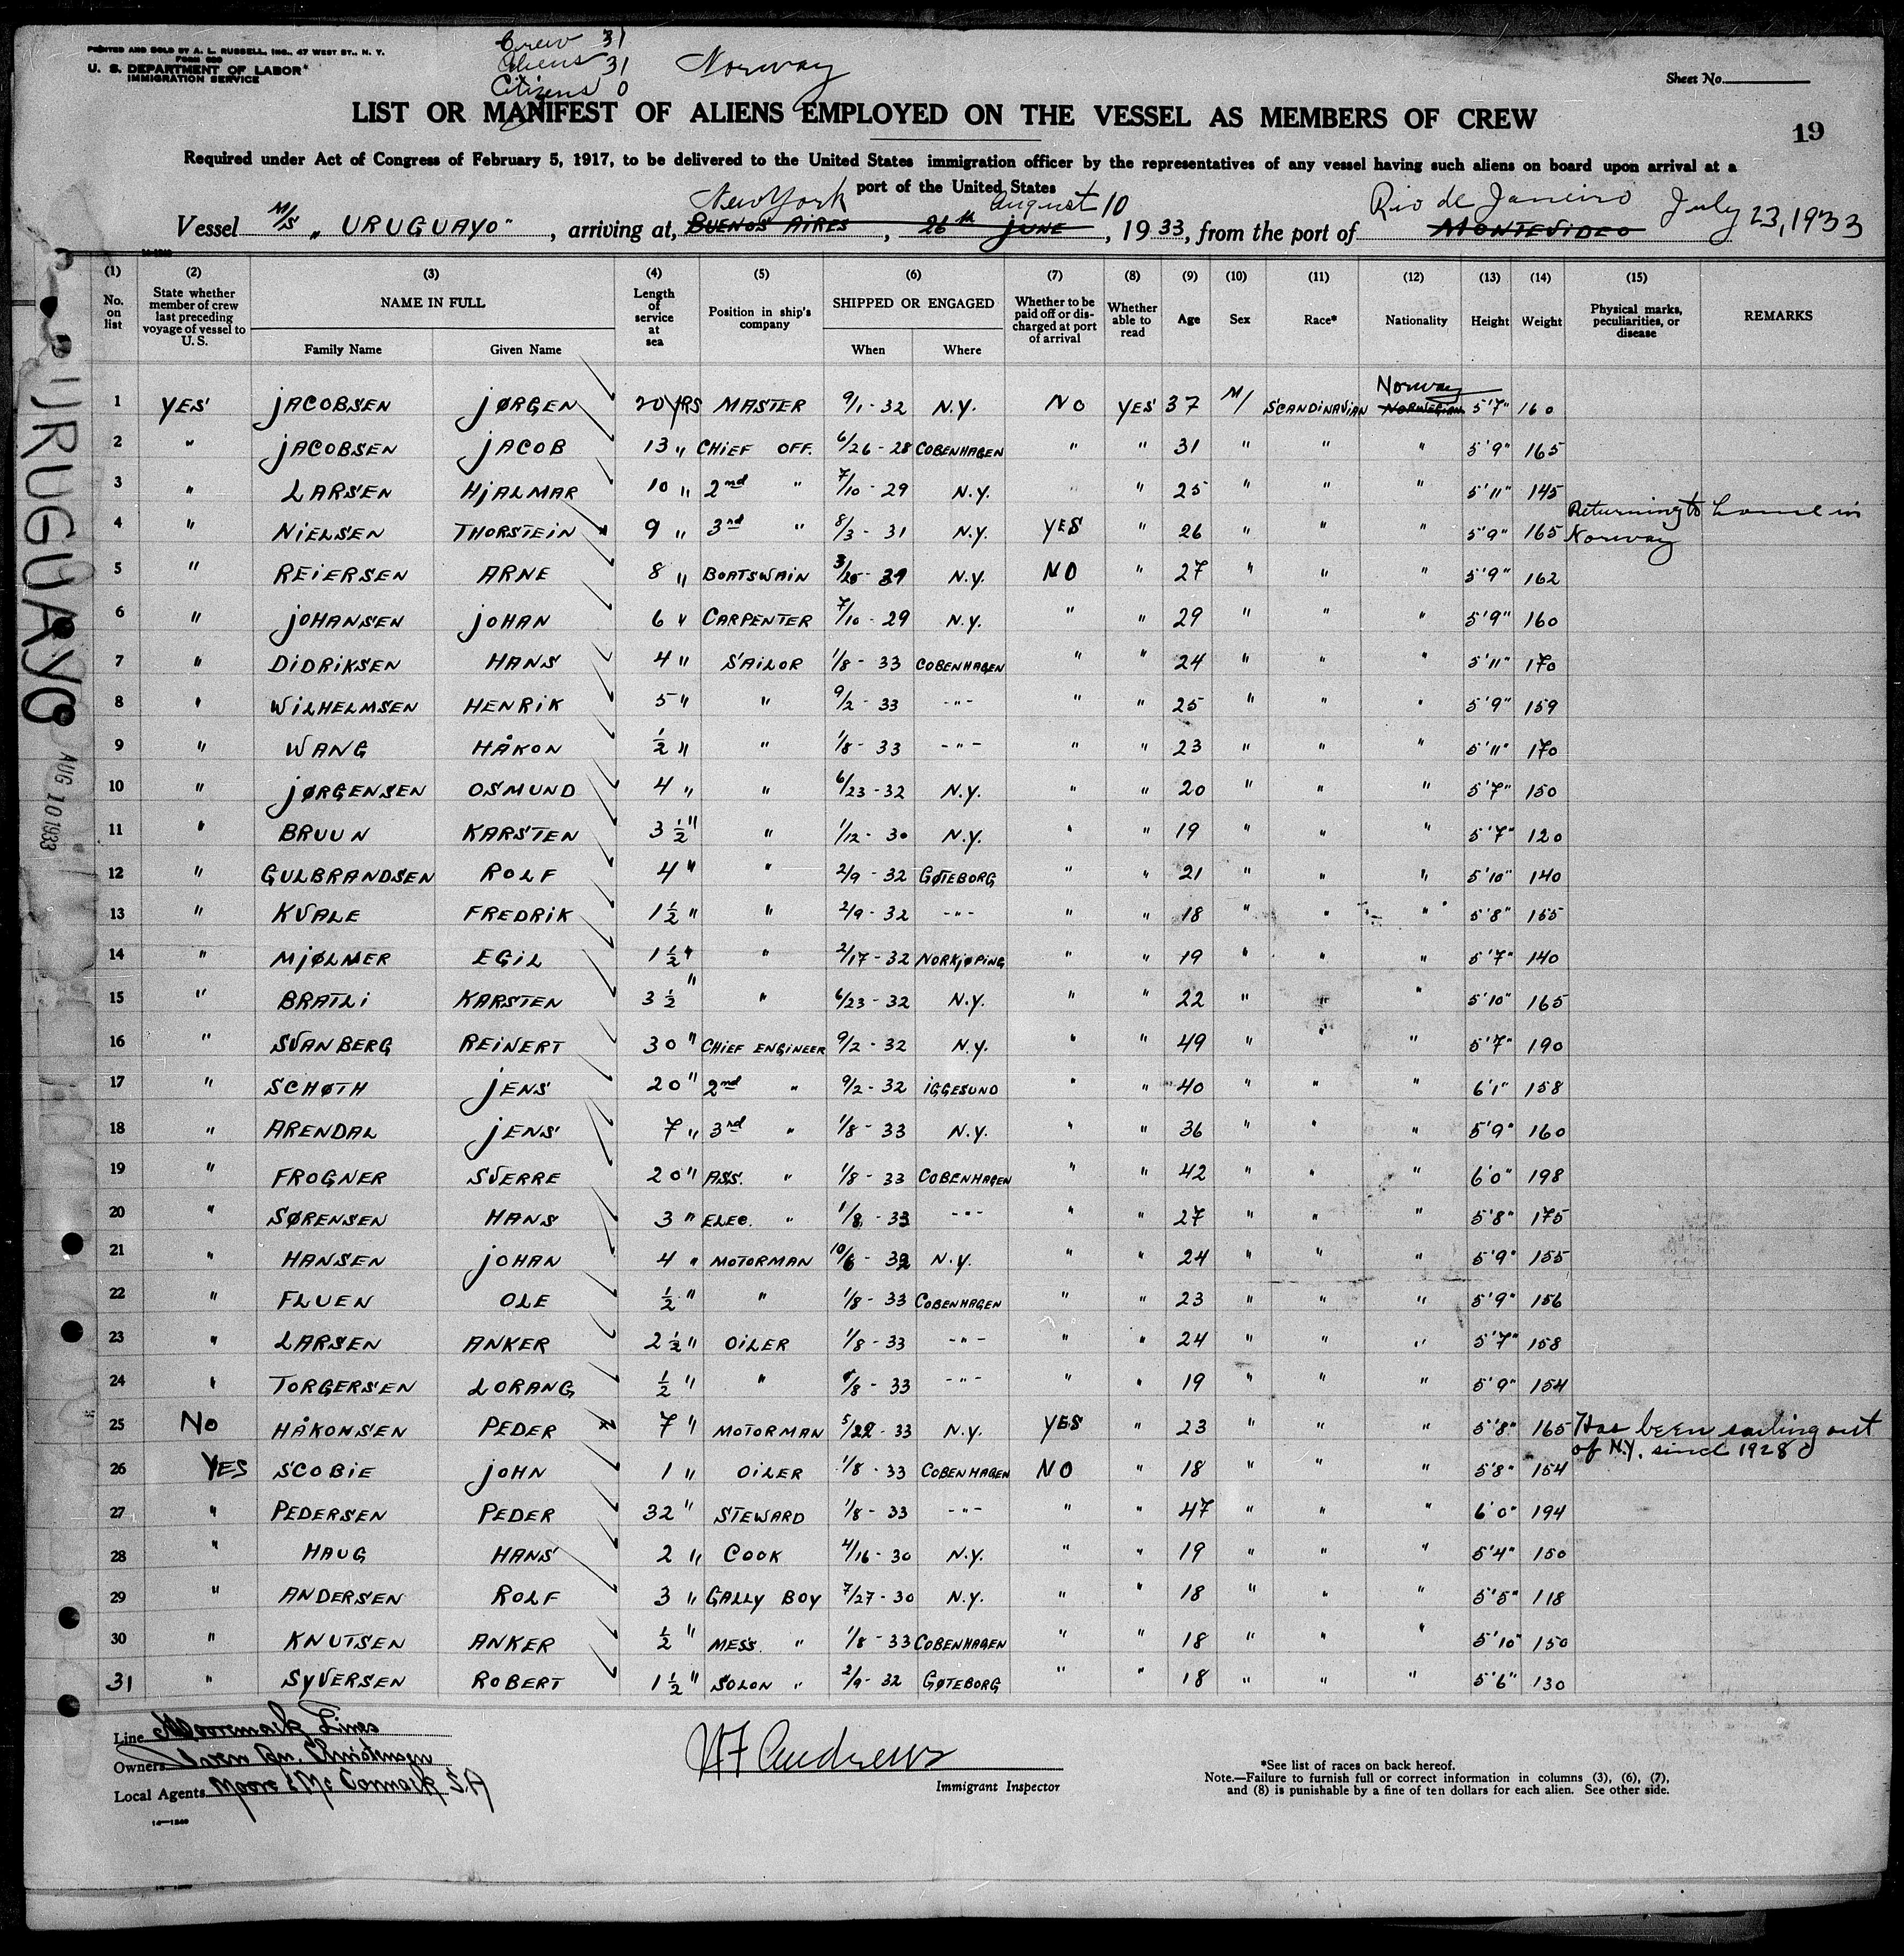 PRINTED AND SOLD BY A. L. RUSSELL, INC., 47 WEST ST., N. Y.
FORM 680
U. S. DEPARTMENT OF LABOR
IMMIGRATION SERVICE
Crew 31
Aliens 31
Citizens 0
Norway
Sheet No.
LIST OR MANIFEST OF ALIENS EMPLOYED ON THE VESSEL AS MEMBERS OF CREW
19
Required under Act of Congress of February 5, 1917, to be delivered to the United States immigration officer by the representatives of any vessel having such aliens on board upon arrival at a
port of the United States
New York August 10 Rio de Janeiro July 23, 1933
Vessel M/S „URUGUAYO“, arriving at, BUENOS AIRES, 26th JUNE, 1933, from the port of MONTEVIDEO
(1) (2) (3) (4) (5) (6) (7) (8) (9) (10) (11) (12) (13) (14) (15)
No. on list
State whether member of crew last preceding voyage of vessel to U. S.
NAME IN FULL
Family Name
Given Name
Length of service at sea
Position in ship's company
SHIPPED OR ENGAGED
When
Where
Whether to be paid off or discharged at port of arrival
Whether able to read
Age
Sex
Race*
Nationality
Height
Weight
Physical marks, peculiarities, or disease
REMARKS
Norway
1 YES JACOBSEN JØRGEN 20 YRS MASTER 9/1-32 N.Y. NO YES 37 M/ SCANDINAVIAN NORWEGIAN 5'7" 160
2 " JACOBSEN JACOB 13 " CHIEF OFF. 6/26-28 COBENHAGEN " " 31 " " " 5'9" 165
3 " LARSEN HJALMAR 10 " 2nd " 7/10-29 N.Y. " " 25 " " " 5'11" 145
4 " NIELSEN THORSTEIN 9 " 3rd " 8/3-31 N.Y. YES " 26 " " " 5'9" 165 Returning to home in Norway
5 " REIERSEN ARNE 8 " BOATSWAIN 3/25-29 N.Y. NO " 27 " " " 5'9" 162
6 " JOHANSEN JOHAN 6 " CARPENTER 7/10-29 N.Y. " " 29 " " " 5'9" 160
7 " DIDRIKSEN HANS 4 " SAILOR 1/8-33 COBENHAGEN " " 24 " " " 5'11" 170
8 " WILHELMSEN HENRIK 5 " " 9/2-33 -"- " " 25 " " " 5'9" 159
9 " WANG HÅKON ½ " " 1/8-33 -"- " " 23 " " " 5'11" 170
10 " JØRGENSEN OSMUND 4 " " 6/23-32 N.Y. " " 20 " " " 5'7" 150
11 " BRUUN KARSTEN 3½ " " 1/12-30 N.Y. " " 19 " " " 5'7" 120
12 " GULBRANDSEN ROLF 4 " " 2/9-32 GØTEBORG " " 21 " " " 5'10" 140
13 " KVALE FREDRIK 1½ " " 2/9-32 -"- " " 18 " " " 5'8" 155
14 " MJØLNER EGIL 1½ " " 2/17-32 NORKJØPING " " 19 " " " 5'7" 140
15 " BRATLI KARSTEN 3½ " " 6/23-32 N.Y. " " 22 " " " 5'10" 165
16 " SVANBERG REINERT 30 " CHIEF ENGINEER 9/2-32 N.Y. " " 49 " " " 5'7" 190
17 " SCHØTH JENS 20 " 2nd " 9/2-32 IGGESUND " " 40 " " " 6'1" 158
18 " ARENDAL JENS 7 " 3rd " 1/8-33 N.Y. " " 36 " " " 5'9" 160
19 " FROGNER SVERRE 20 " ASS. " 1/8-33 COBENHAGEN " " 42 " " " 6'0" 198
20 " SØRENSEN HANS 3 " ELEC. " 1/8-33 -"- " " 27 " " " 5'8" 175
21 " HANSEN JOHAN 4 " MOTORMAN 10/6-32 N.Y. " " 24 " " " 5'9" 155
22 " FLUEN OLE ½ " " 1/8-33 COBENHAGEN " " 23 " " " 5'9" 156
23 " LARSEN ANKER 2½ " OILER 1/8-33 -"- " " 24 " " " 5'7" 158
24 " TORGERSEN LORANG ½ " " 1/8-33 -"- " " 19 " " " 5'9" 154
25 No HÅKONSEN PEDER 7 " MOTORMAN 5/22-33 N.Y. YES " 23 " " " 5'8" 165 Has been sailing out of N.Y. since 1928
26 YES SCOBIE JOHN 1 " OILER 1/8-33 COBENHAGEN NO " 18 " " " 5'8" 154
27 " PEDERSEN PEDER 32 " STEWARD 1/8-33 -"- " " 47 " " " 6'0" 194
28 " HAUG HANS 2 " COOK 4/16-30 N.Y. " " 19 " " " 5'4" 150
29 " ANDERSEN ROLF 3 " GALLY BOY 7/27-30 N.Y. " " 18 " " " 5'5" 118
30 " KNUTSEN ANKER ½ " MESS. " 1/8-33 COBENHAGEN " " 18 " " " 5'10" 150
31 " SYVERSEN ROBERT 1½ " SOLON " 2/9-32 GØTEBORG " " 18 " " " 5'6" 130
URUGUAYO
AUG 10 1933
Line Mooremack Lines
Owners Søren Chr. Christensen
Local Agents Moore & Mc Cormack S.A
W F Andrews
Immigrant Inspector
*See list of races on back hereof.
Note.—Failure to furnish full or correct information in columns (3), (6), (7),
and (8) is punishable by a fine of ten dollars for each alien. See other side.
14—1240